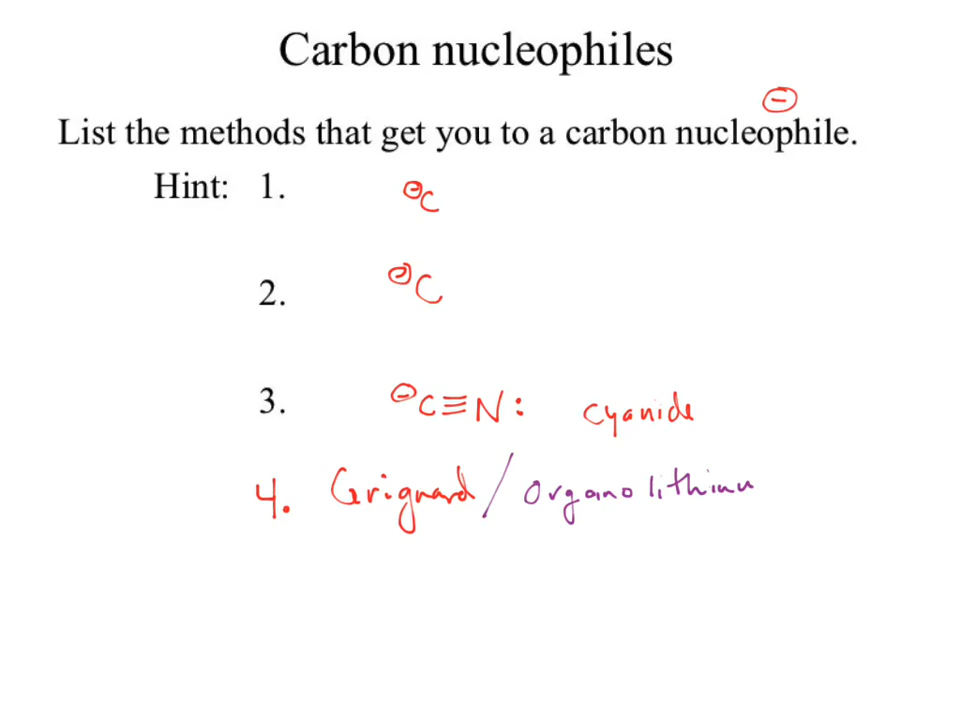 Carbon nucleophiles
⊖
List the methods that get you to a carbon nucleophile.
Hint: 1. ⊖C
2. ⊖C
3. ⊖C≡N: cyanide
4. Grignard / organolithium